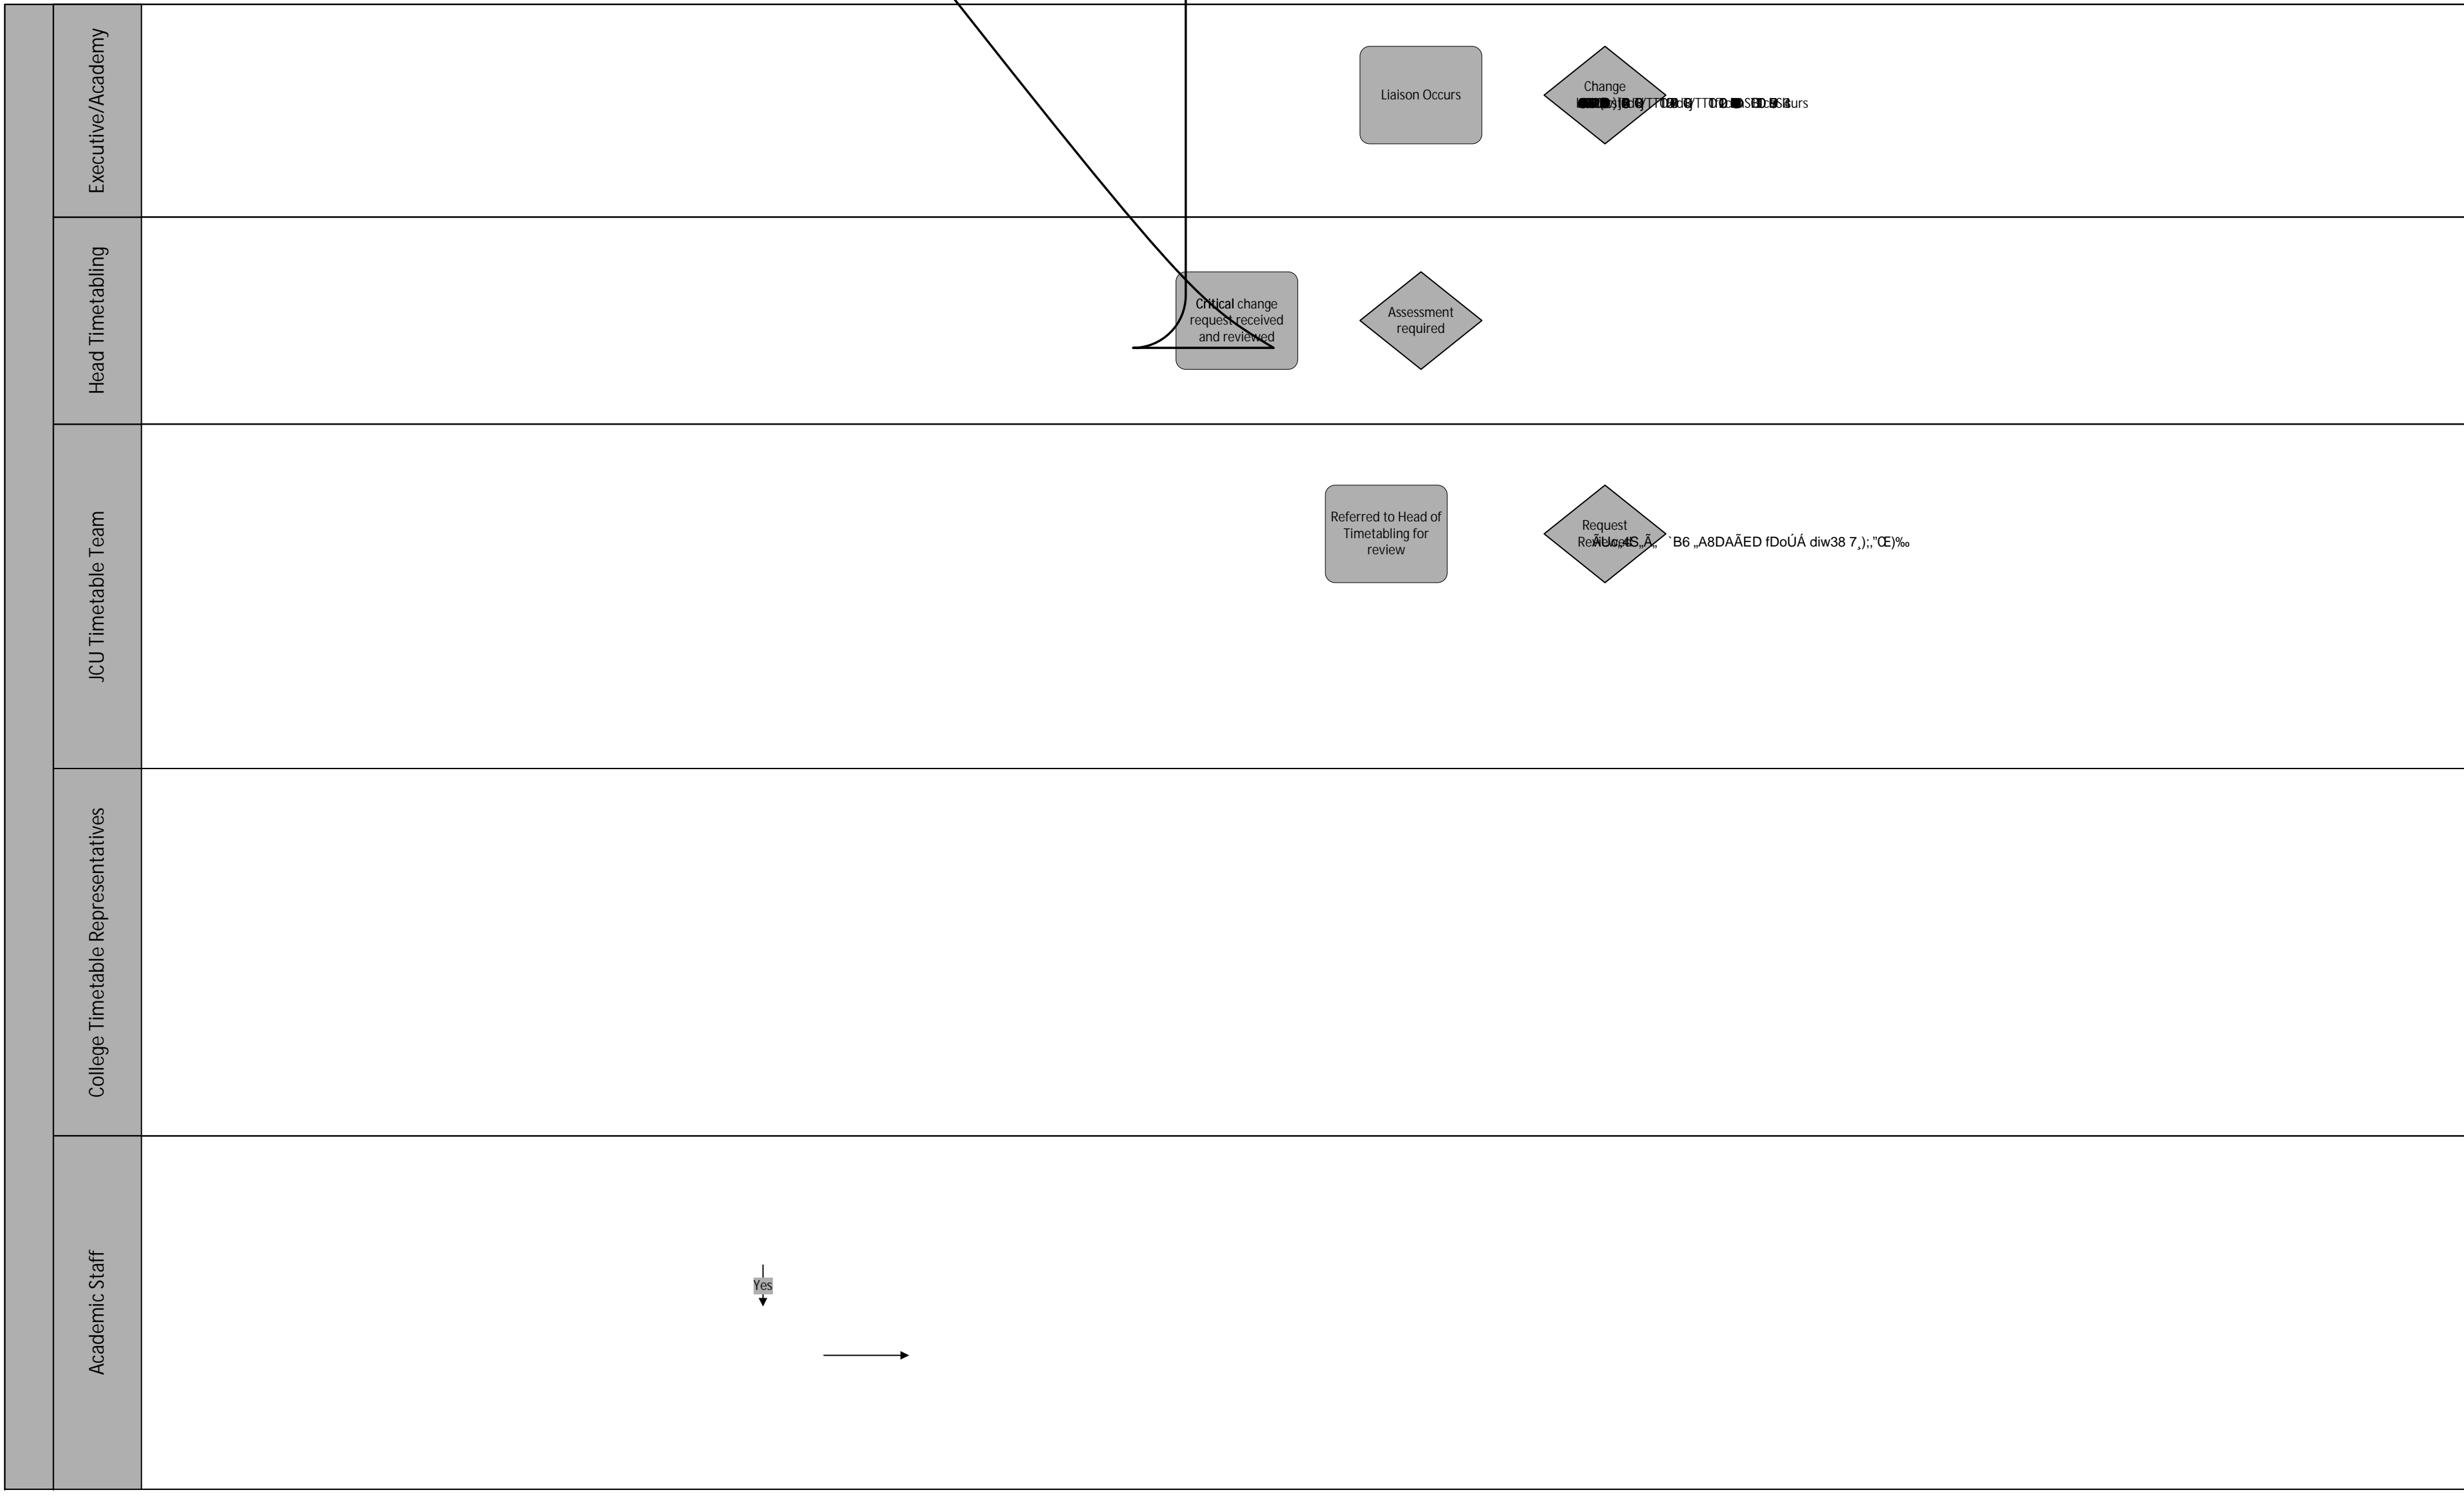 Executive/Academy
Liaison Occurs
Change
Head Timetabling
Critical change
request received
and reviewed
Assessment
required
JCU Timetable Team
Referred to Head of
Timetabling for
review
Request
College Timetable Representatives
Academic Staff
Yes